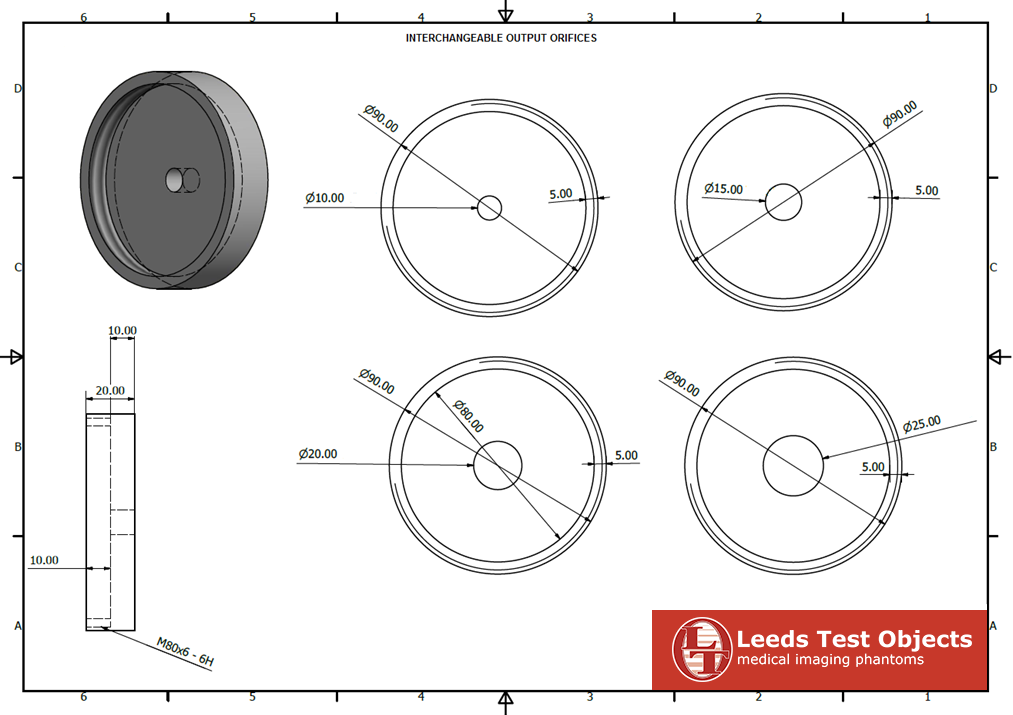 6 5 4 3 2 1
INTERCHANGEABLE OUTPUT ORIFICES
D D
Ø90.00
Ø10.00
5.00
Ø90.00
Ø15.00
5.00
C C
10.00
20.00
Ø90.00
Ø80.00
Ø20.00
5.00
Ø90.00
Ø25.00
5.00
B B
10.00
M80x6 - 6H
A A
LT
Leeds Test Objects
medical imaging phantoms
6 5 4 3 2 1